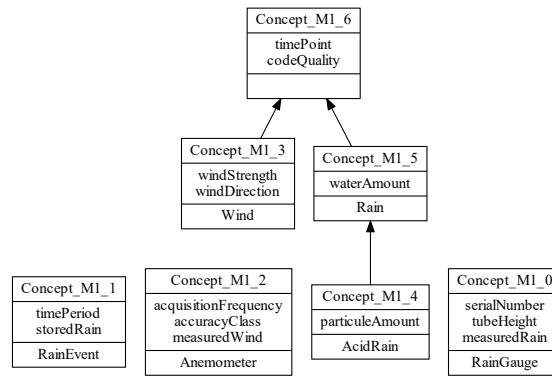 Concept_M1_6
timePoint
codeQuality
Concept_M1_3
windStrength
windDirection
Wind
Concept_M1_5
waterAmount
Rain
Concept_M1_1
timePeriod
storedRain
RainEvent
Concept_M1_2
acquisitionFrequency
accuracyClass
measuredWind
Anemometer
Concept_M1_4
particuleAmount
AcidRain
Concept_M1_0
serialNumber
tubeHeight
measuredRain
RainGauge